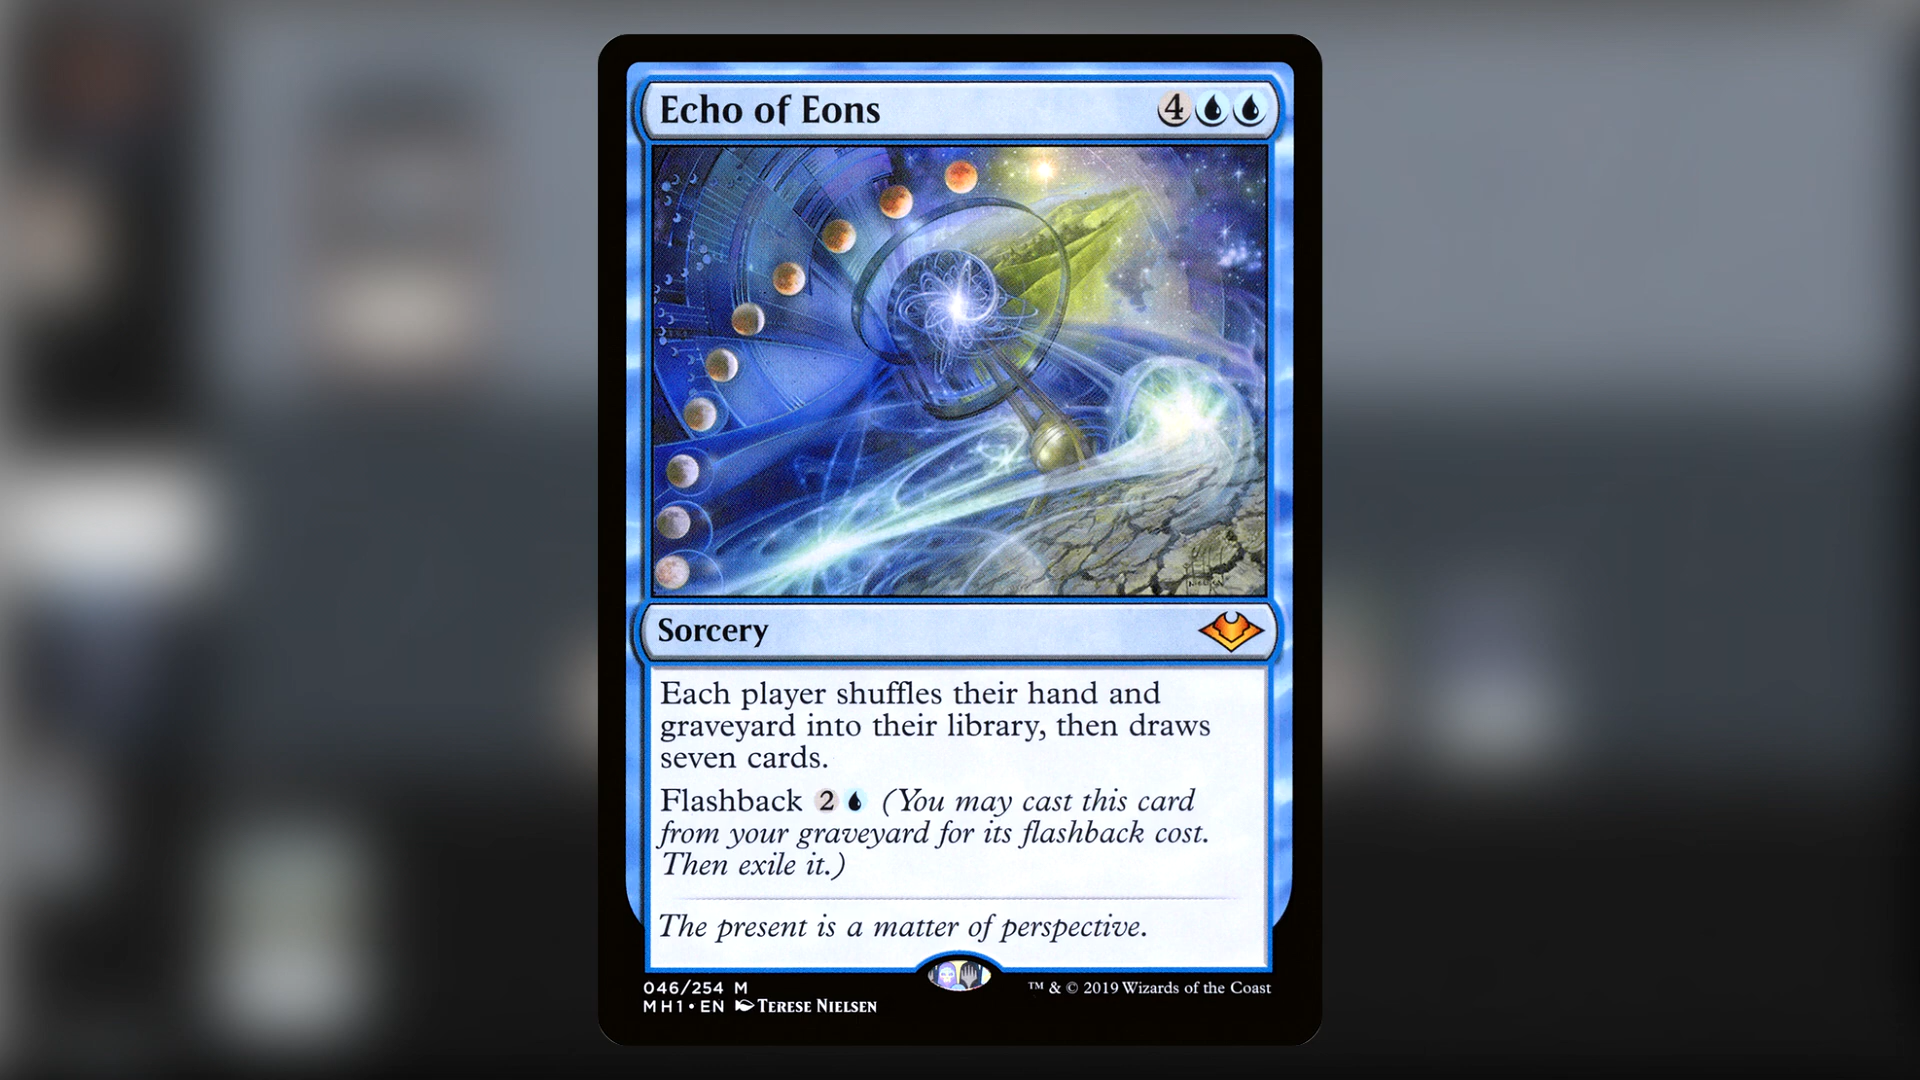 Echo of Eons 4
Sorcery
Each player shuffles their hand and
graveyard into their library, then draws
seven cards.
Flashback 2 (You may cast this card
from your graveyard for its flashback cost.
Then exile it.)
The present is a matter of perspective.
046/254 M
MH1•EN TERESE NIELSEN
™ & © 2019 Wizards of the Coast
NIELSEN